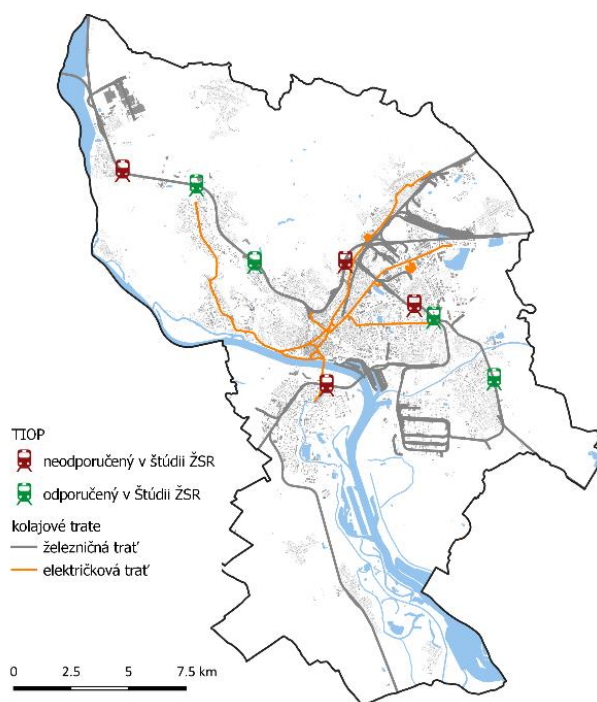 TIOP
neodporučený v štúdii ŽSR
odporučený v Štúdii ŽSR
kolajové trate
železničná trať
električková trať
0 2.5 5 7.5 km